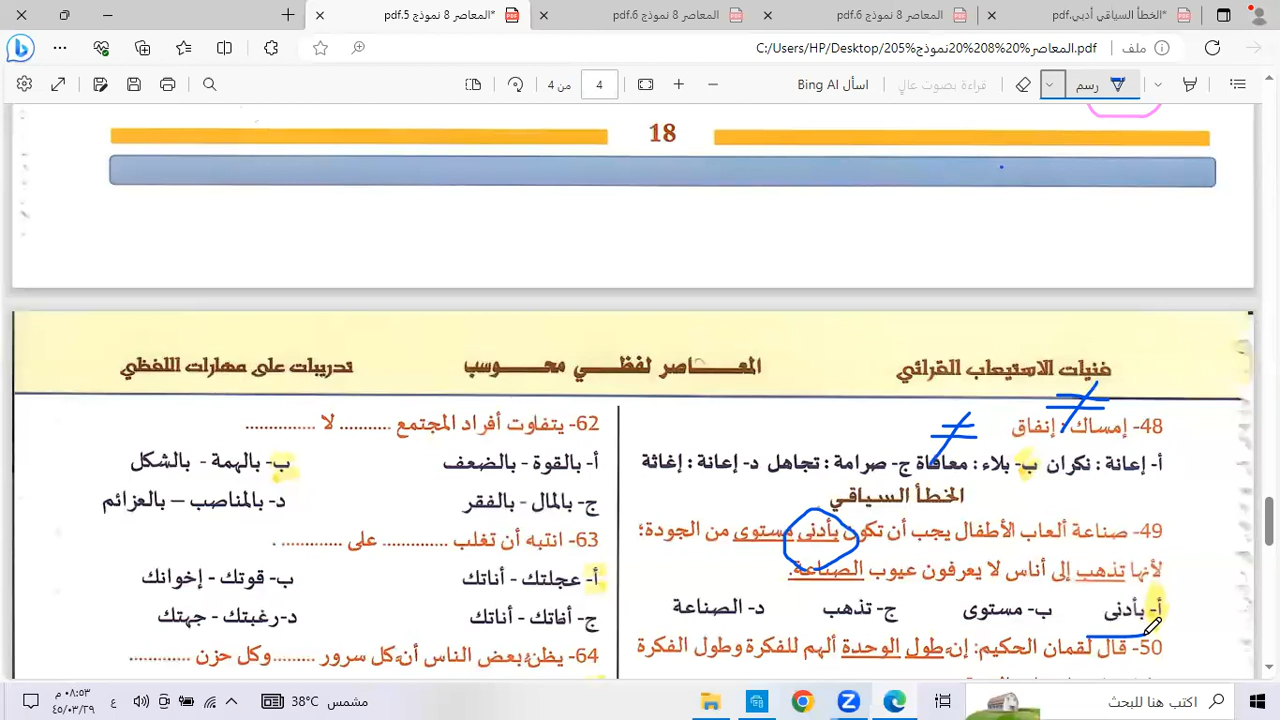 المعاصر 8 نموذج 5.pdf*
المعاصر 8 نموذج 6.pdf
المعاصر 8 نموذج 6.pdf
الخطأ السياقي أدبي.pdf*
C:/Users/HP/Desktop/المعاصر%208%20نموذج%205.pdf
ملف
4
من 4
اسأل Bing AI
قراءة بصوت عالٍ
رسم
18
فنيات الاستيعاب القرائي
المعاصر لفظي محوسب
تدريبات على مهارات اللفظي
48- إمساك : إنفاق
أ- إعانة : نكران ب- بلاء : معافاة ج- صرامة : تجاهل د- إعانة : إغاثة
الخطأ السياقي
49- صناعة ألعاب الأطفال يجب أن تكون بأدنى مستوى من الجودة؛
لأنها تذهب إلى أناس لا يعرفون عيوب الصناعة.
أ- بأدنى ب- مستوى ج- تذهب د- الصناعة
50- قال لقمان الحكيم: إن طول الوحدة ألهم للفكرة وطول الفكرة
62- يتفاوت أفراد المجتمع .......... لا ..............
أ- بالقوة - بالضعف ب- بالهمة - بالشكل
ج- بالمال - بالفقر د- بالمناصب – بالعزائم
63- انتبه أن تغلب ............. على ............. .
أ- عجلتك - أناتك ب- قوتك - إخوانك
ج- أفاتك - أناتك د- رغبتك - جهتك
64- يظن بعض الناس أن كل سرور ......... وكل حزن ............
اكتب هنا للبحث
38°C مشمس
ع
٠٨:٥٣ م